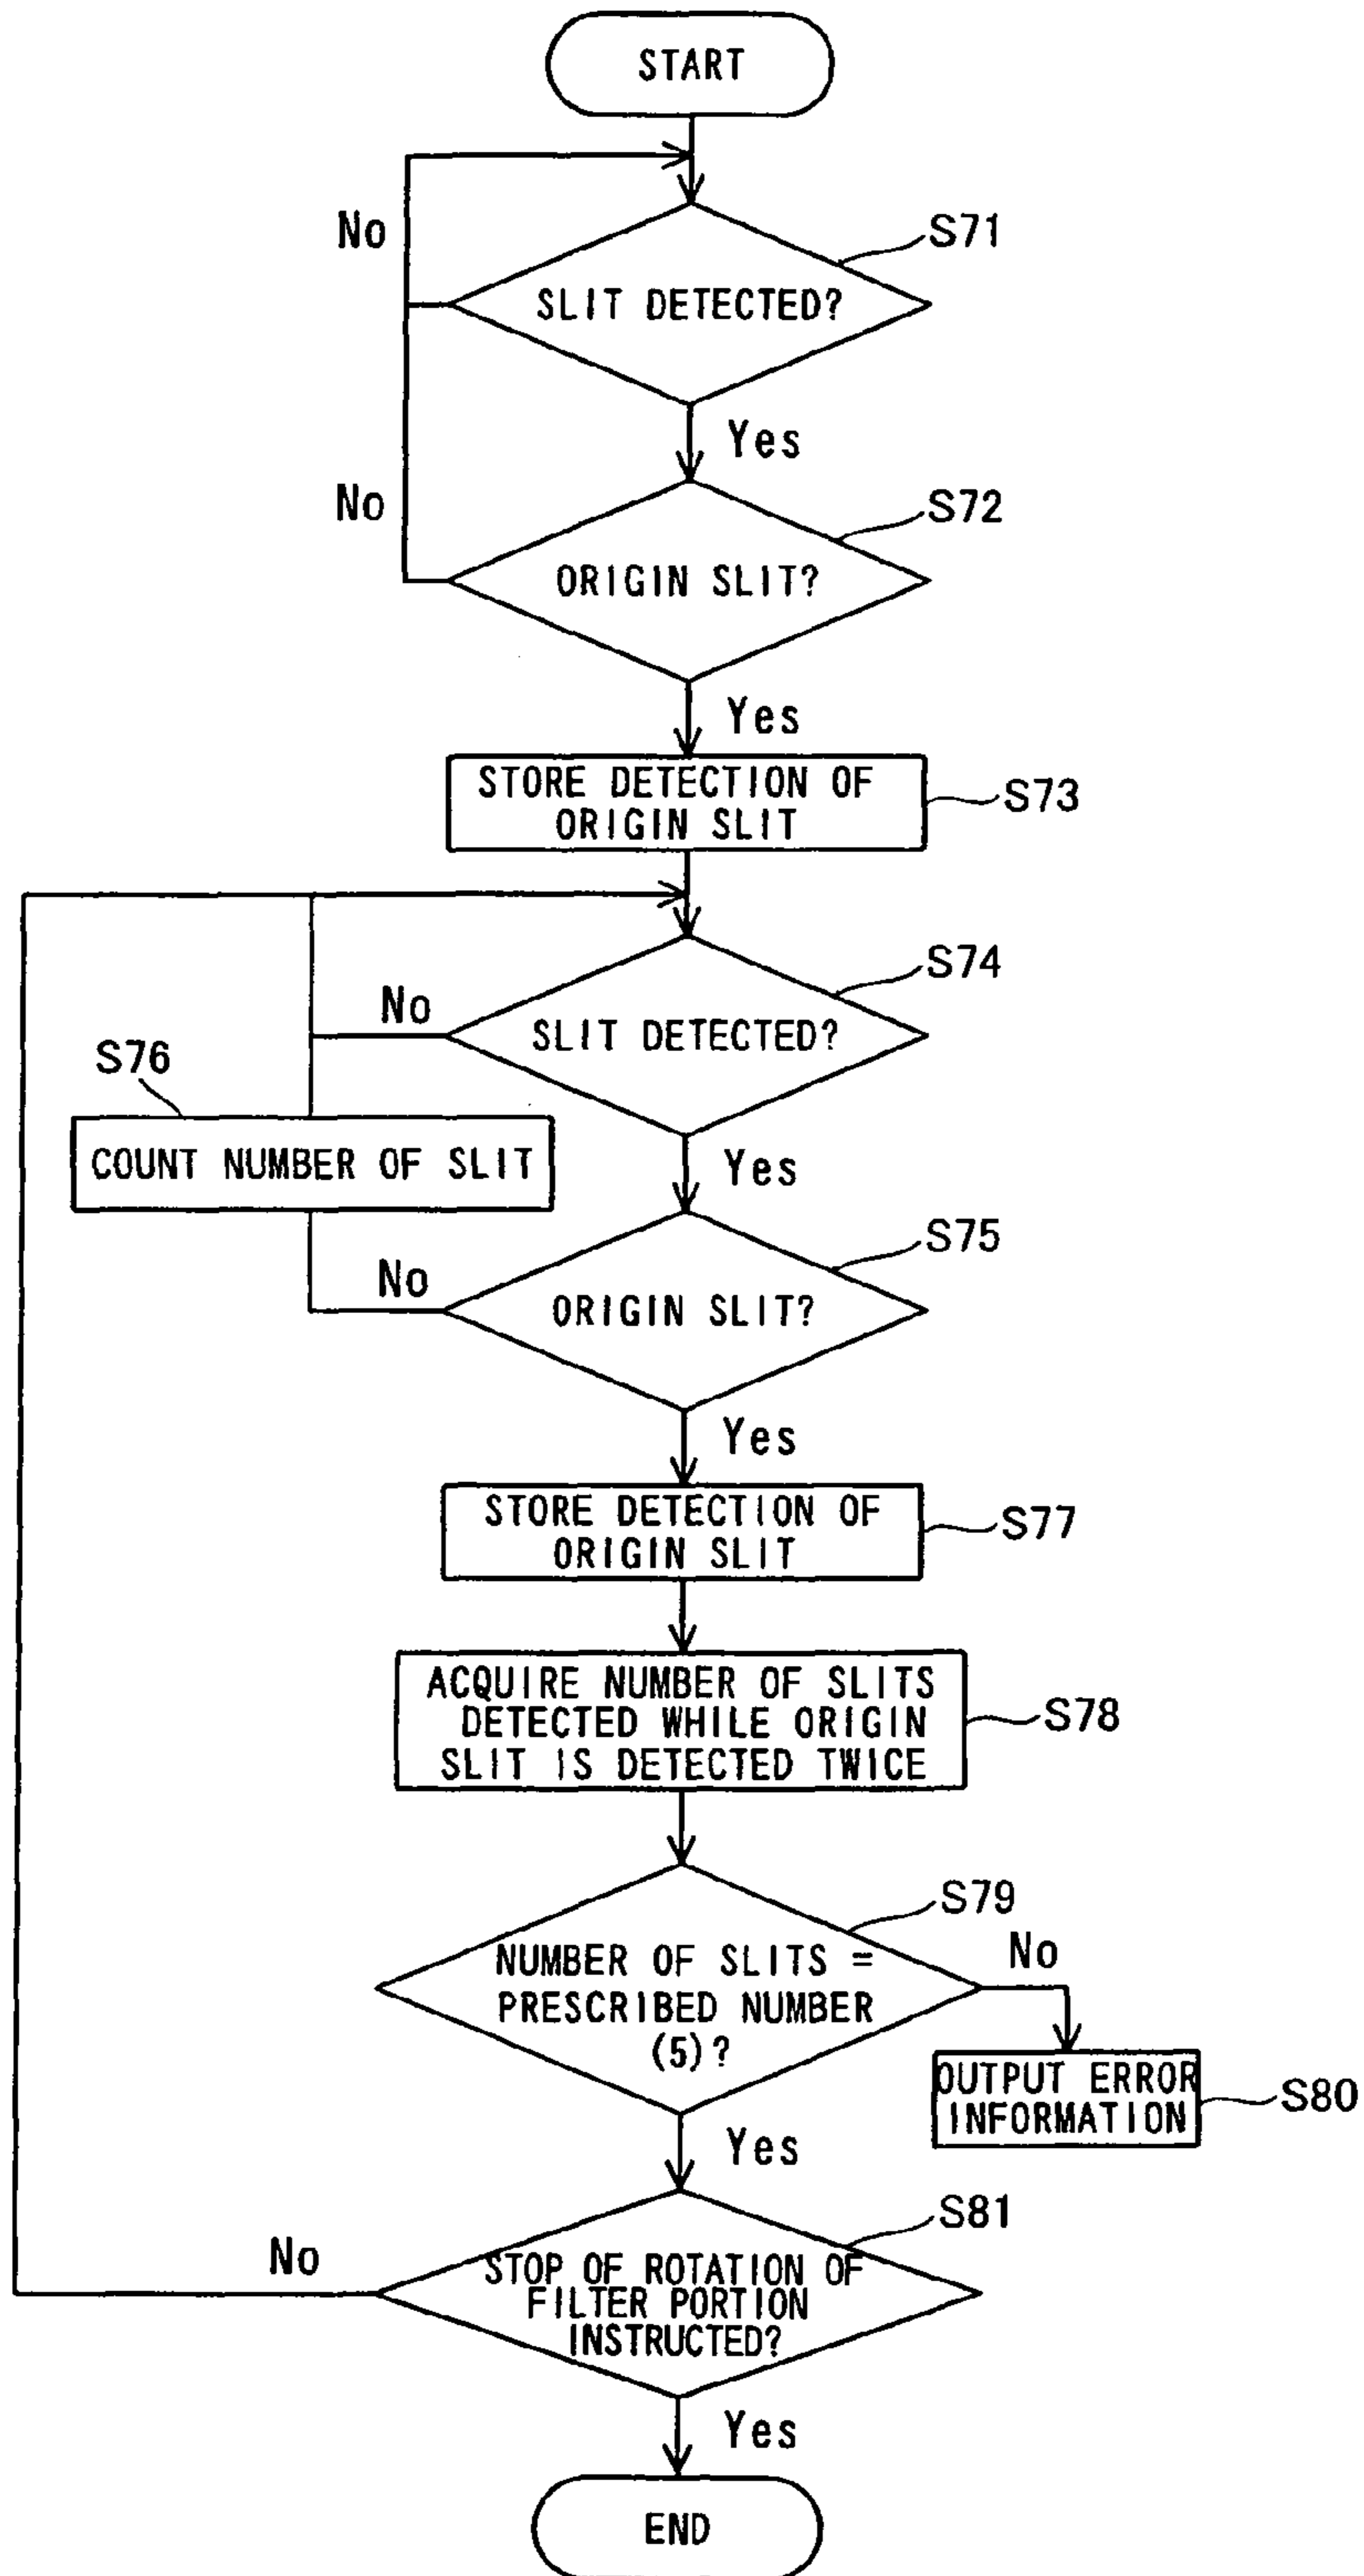 START
No
S71
SLIT DETECTED?
Yes
No
S72
ORIGIN SLIT?
Yes
STORE DETECTION OF
ORIGIN SLIT
S73
S74
No
SLIT DETECTED?
S76
COUNT NUMBER OF SLIT
Yes
S75
No
ORIGIN SLIT?
Yes
STORE DETECTION OF
ORIGIN SLIT
S77
ACQUIRE NUMBER OF SLITS
DETECTED WHILE ORIGIN
SLIT IS DETECTED TWICE
S78
S79
No
NUMBER OF SLITS =
PRESCRIBED NUMBER
(5)?
OUTPUT ERROR
INFORMATION
S80
Yes
S81
No
STOP OF ROTATION OF
FILTER PORTION
INSTRUCTED?
Yes
END